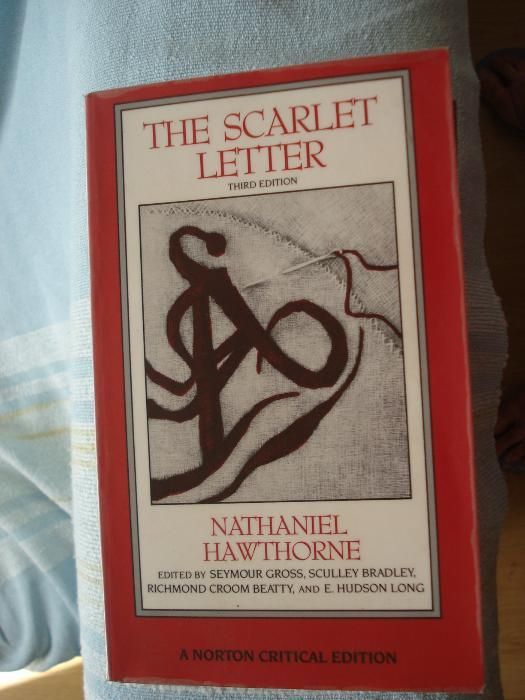 THE SCARLET
LETTER
THIRD EDITION
NATHANIEL
HAWTHORNE
EDITED BY SEYMOUR GROSS, SCULLEY BRADLEY,
RICHMOND CROOM BEATTY, AND E. HUDSON LONG
A NORTON CRITICAL EDITION